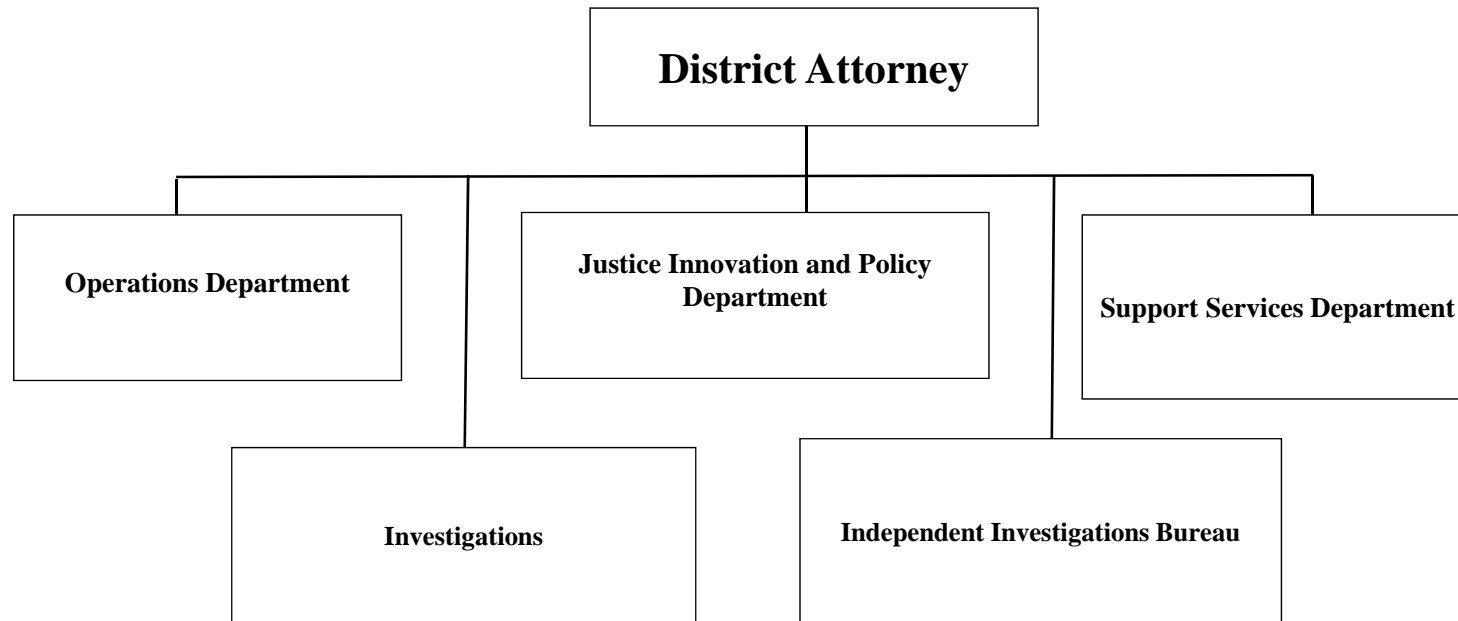 District Attorney
Operations Department
Justice Innovation and Policy
Department
Support Services Department
Investigations
Independent Investigations Bureau